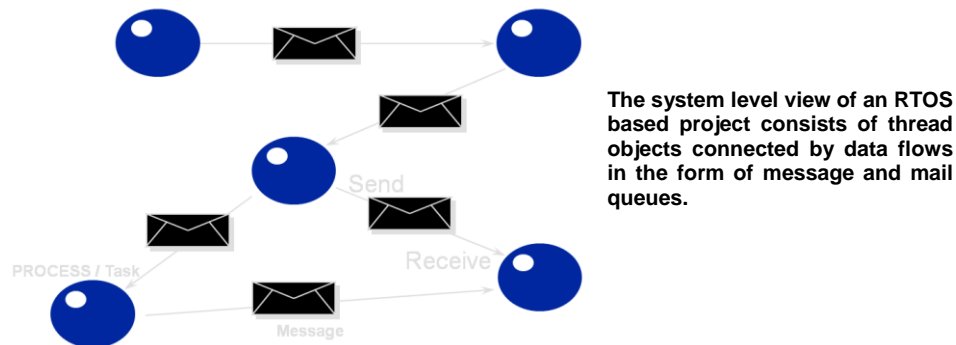 The system level view of an RTOS
based project consists of thread
objects connected by data flows
in the form of message and mail
queues.
Send
Receive
PROCESS / Task
Message